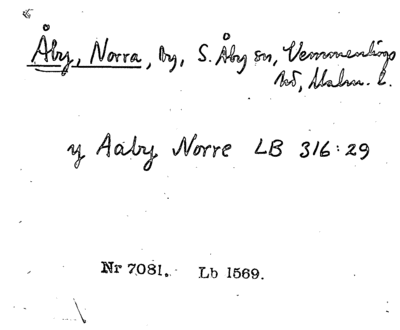 Åby, Norra, by, S. Åby sn, Vemmenhögs
hd, Malm. l.
y Aaby Norre LB 316:29
Nr 7081. Lb 1569.